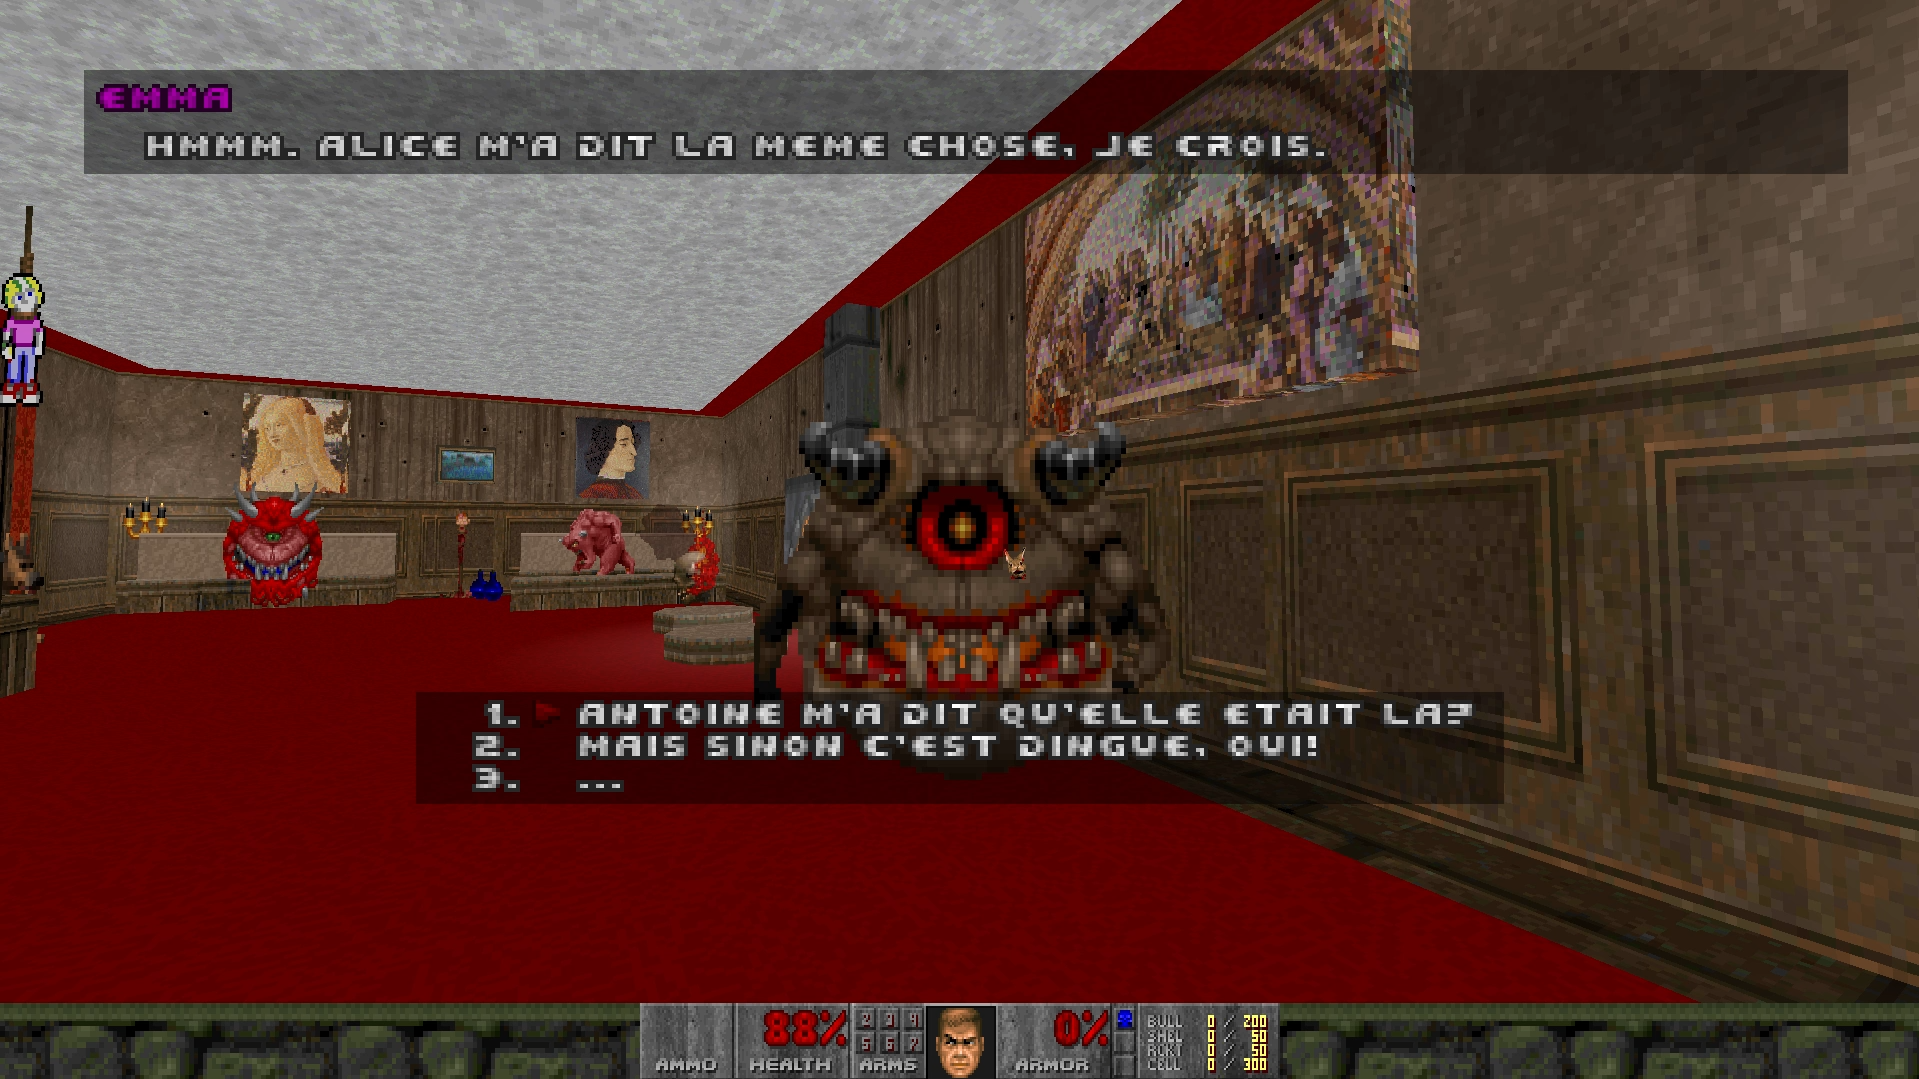 EMMA
HMMM. ALICE M'A DIT LA MEME CHOSE, JE CROIS.
1. ANTOINE M'A DIT QU'ELLE ETAIT LA?
2. MAIS SINON C'EST DINGUE, OUI!
3. ...
88% 2 3 4 0% BULL 0 / 200
5 6 7 SHEL 0 / 50
RCKT 0 / 50
AMMO HEALTH ARMS ARMOR CELL 0 / 300